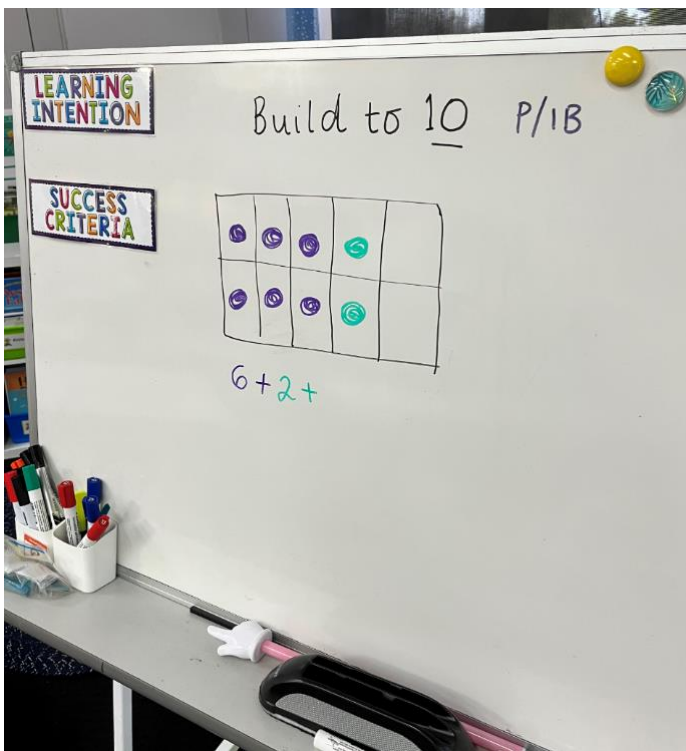 LEARNING
INTENTION
Build to 10 P/1B
SUCCESS
CRITERIA
6+2+